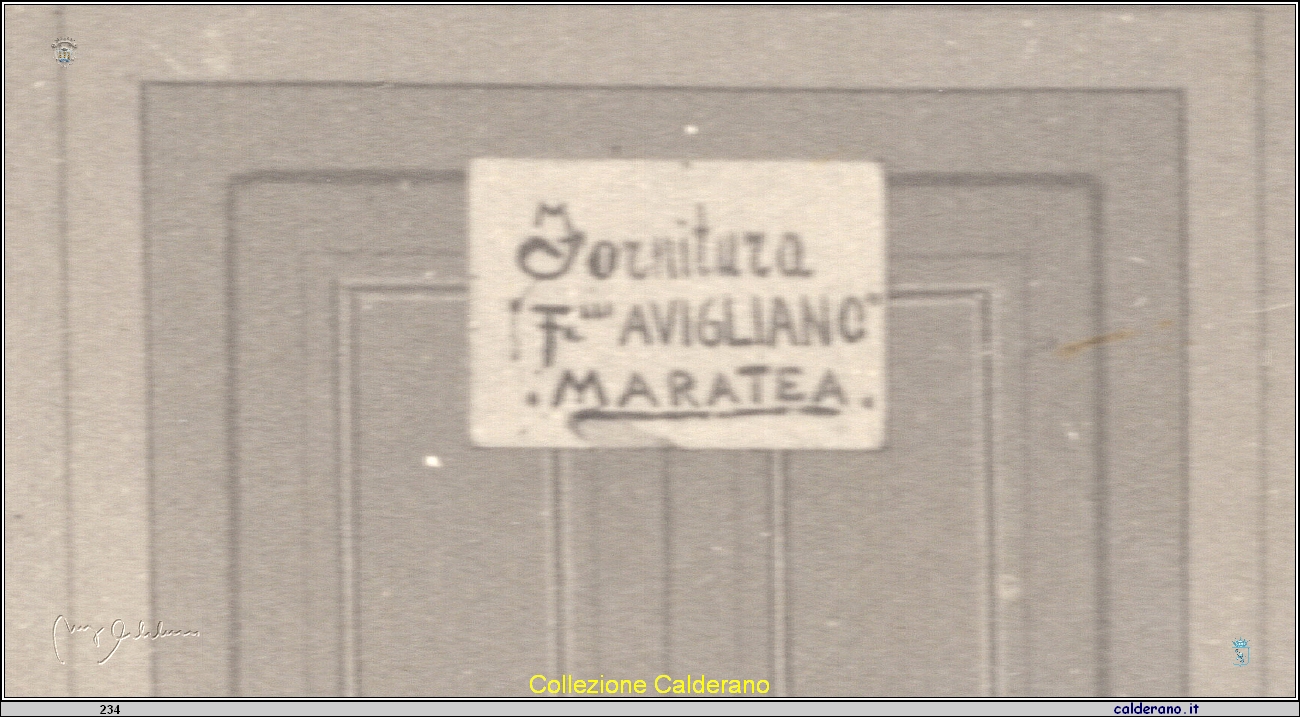 Fornitura
F.lli "AVIGLIANO"
. MARATEA .
Collezione Calderano
234
calderano.it